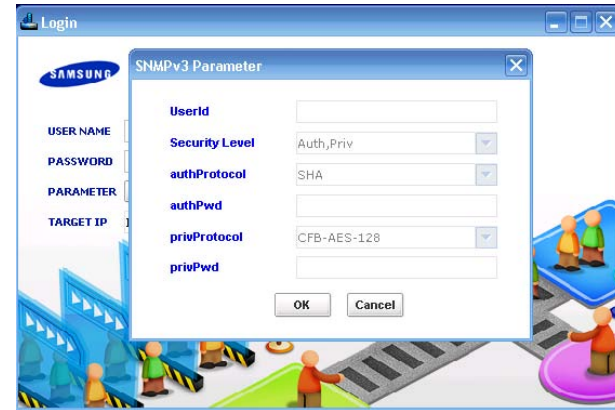 Login
SAMSUNG
SNMPv3 Parameter
UserId
Security Level Auth,Priv
authProtocol SHA
authPwd
privProtocol CFB-AES-128
privPwd
OK Cancel
USER NAME
PASSWORD
PARAMETER
TARGET IP